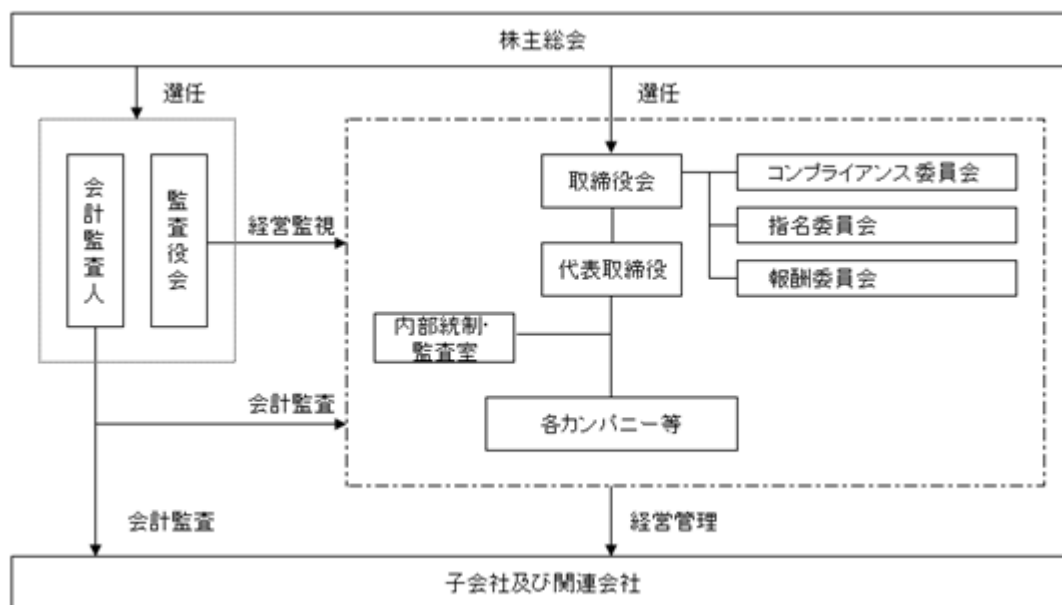 株主総会
選任
選任
会計監査人
監査役会
経営監視
取締役会
コンプライアンス委員会
指名委員会
報酬委員会
代表取締役
内部統制・
監査室
会計監査
各カンパニー等
会計監査
経営管理
子会社及び関連会社